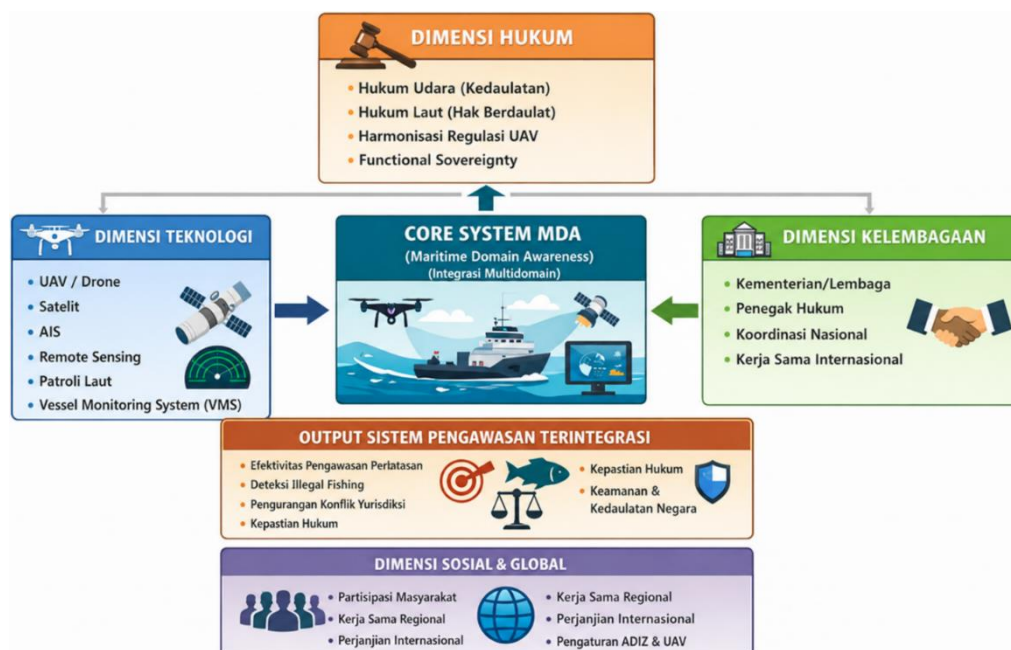 DIMENSI HUKUM
Hukum Udara (Kedaulatan)
Hukum Laut (Hak Berdaulat)
Harmonisasi Regulasi UAV
Functional Sovereignty
DIMENSI TEKNOLOGI
UAV / Drone
Satelit
AIS
Remote Sensing
Patroli Laut
Vessel Monitoring System (VMS)
CORE SYSTEM MDA
(Maritime Domain Awareness)
(Integrasi Multidomain)
DIMENSI KELEMBAGAAN
Kementerian/Lembaga
Penegak Hukum
Koordinasi Nasional
Kerja Sama Internasional
OUTPUT SISTEM PENGAWASAN TERINTEGRASI
Efektivitas Pengawasan Perlatasan
Deteksi Illegal Fishing
Pengurangan Konflik Yurisdiksi
Kepastian Hukum
Kepastian Hukum
Keamanan &
Kedaulatan Negara
DIMENSI SOSIAL & GLOBAL
Partisipasi Masyarakat
Kerja Sama Regional
Perjanjian Internasional
Kerja Sama Regional
Perjanjian Internasional
Pengaturan ADIZ & UAV